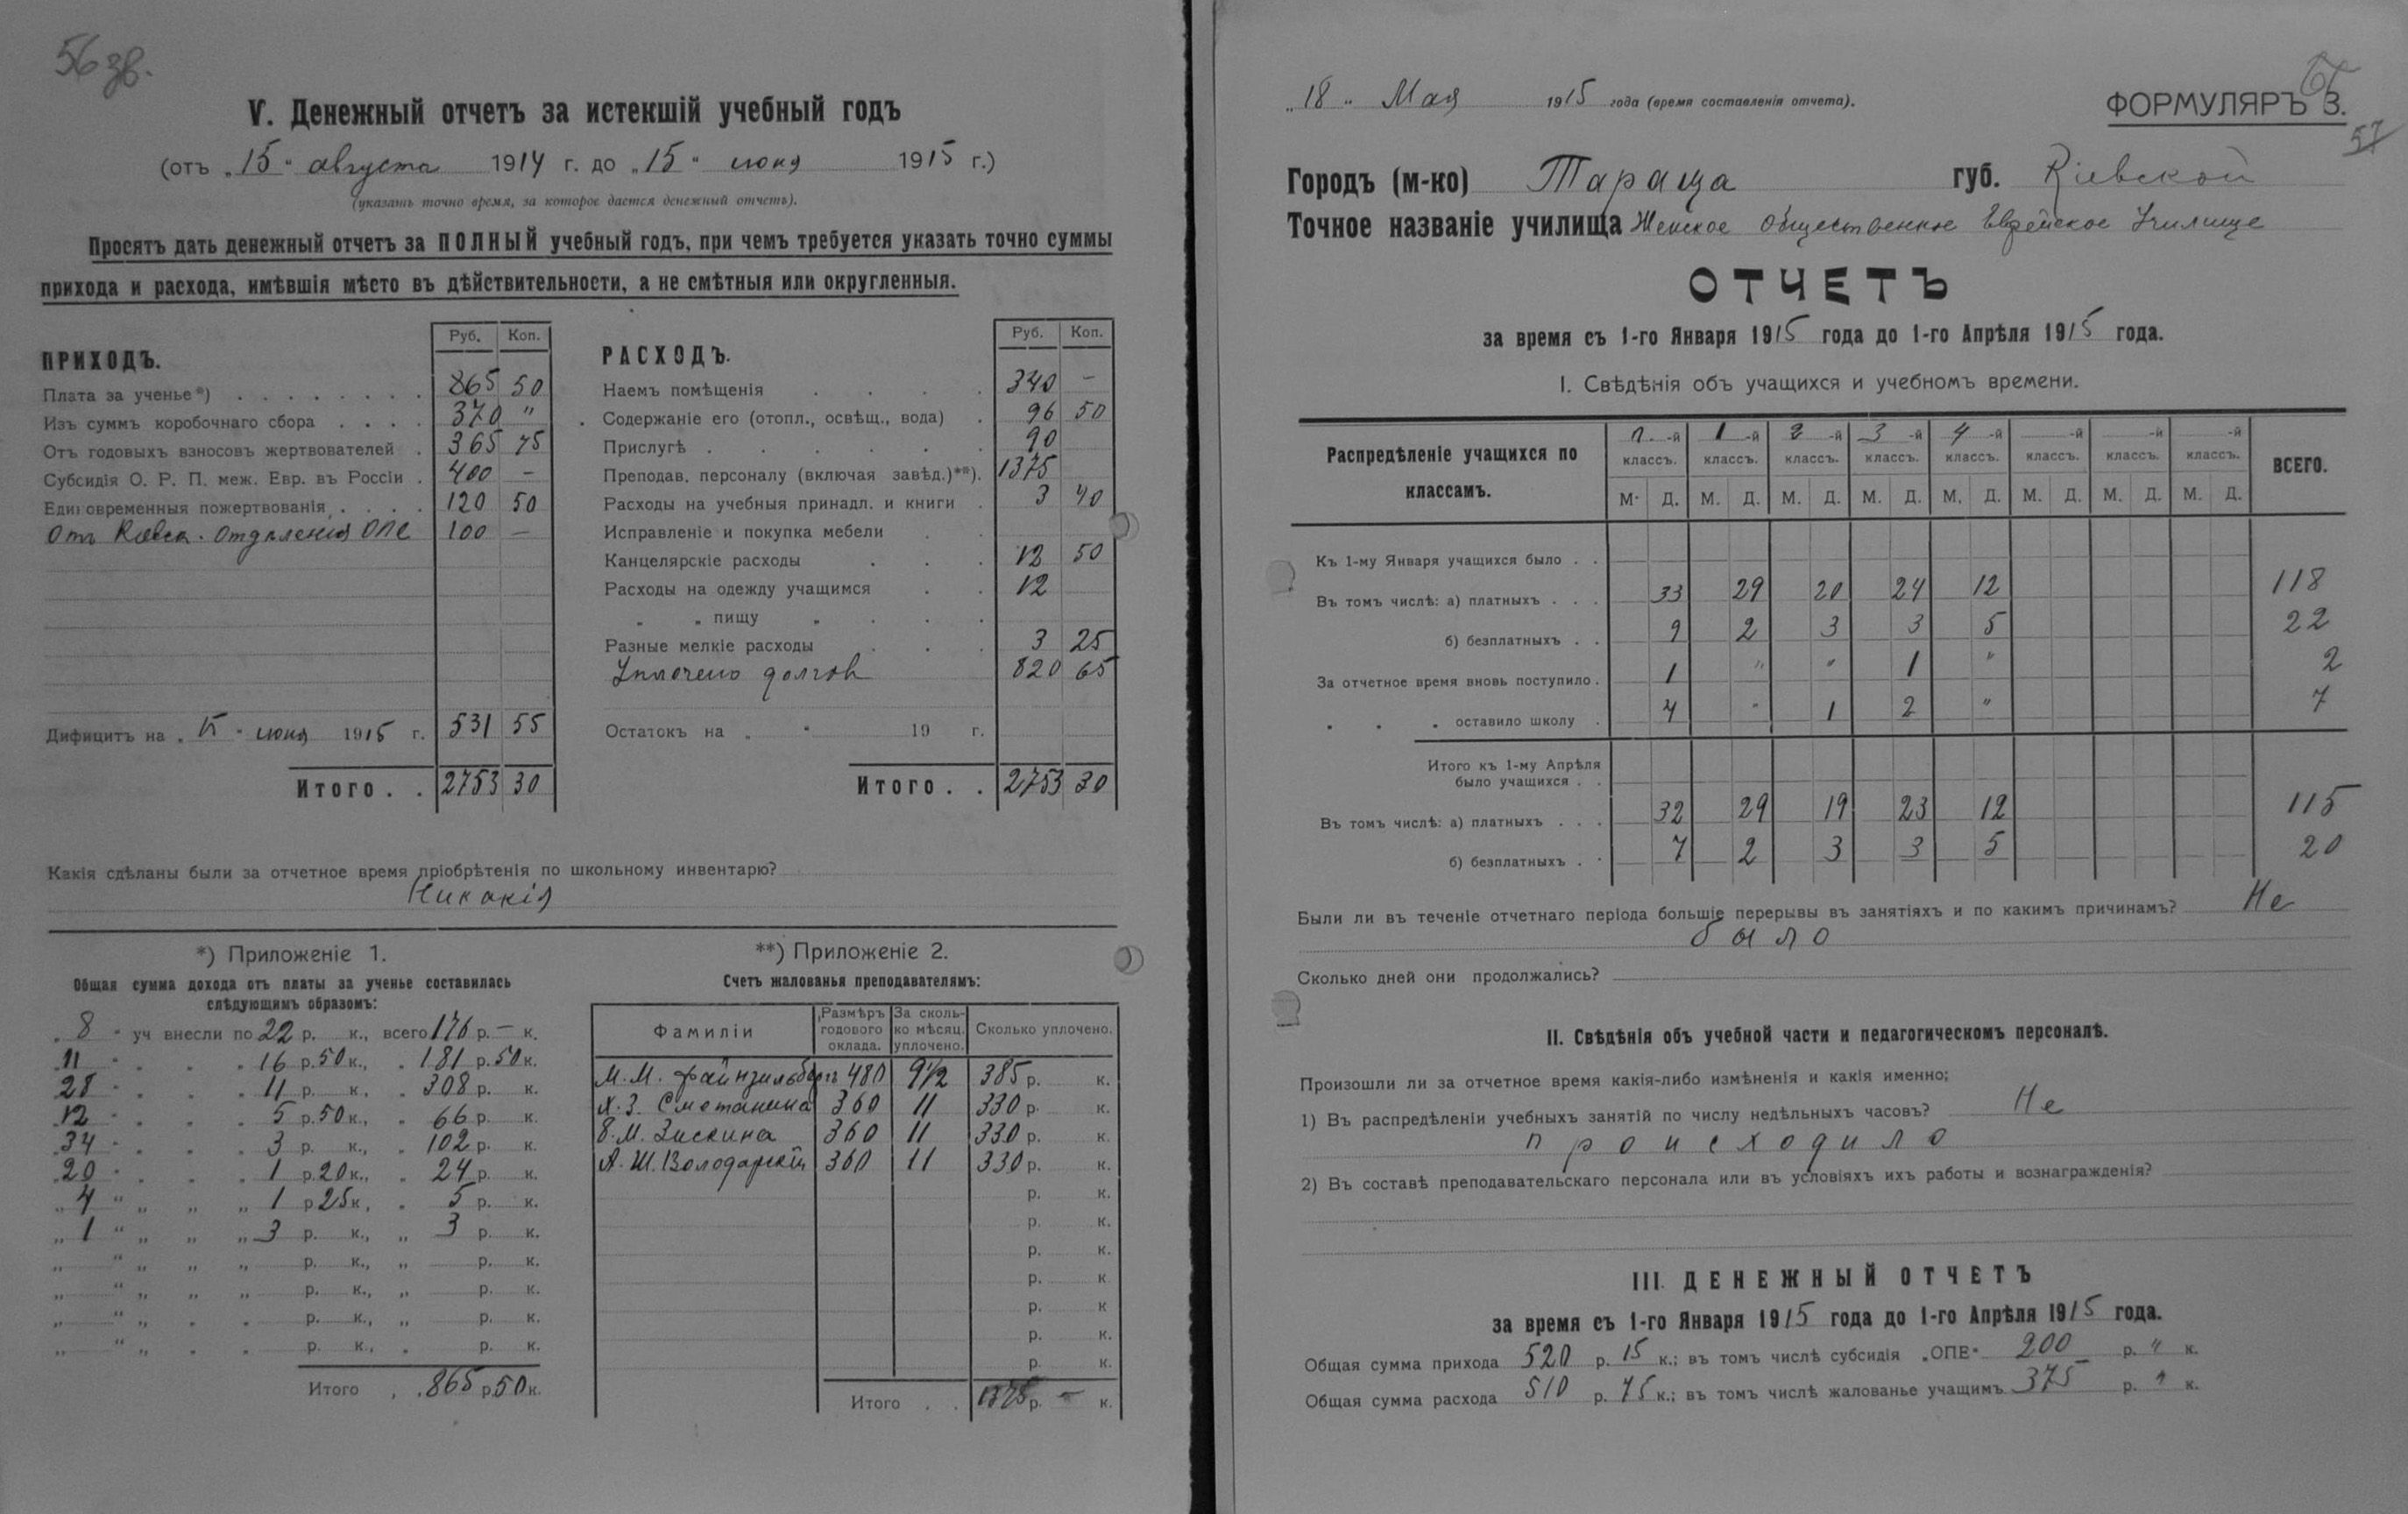 56 зв.
V. Денежный отчетъ за истекшій учебный годъ
(отъ „15" августа 1914 г. до „15" июня 1915 г.)
(указать точно время, за которое дается денежный отчетъ).
Просятъ дать денежный отчетъ за ПОЛНЫЙ учебный годъ, при чемъ требуется указать точно суммы
прихода и расхода, имѣвшія мѣсто въ дѣйствительности, а не смѣтныя или округленныя.
ПРИХОДЪ. Руб. Коп.
Плата за ученье*) 865 50
Изъ суммъ коробочнаго сбора 370 "
Отъ годовыхъ взносовъ жертвователей 365 75
Субсидія О. Р. П. меж. Евр. въ Россіи 400 —
Единовременныя пожертвованія 120 50
Отъ Киевск. Отдѣления ОПЕ 100 —
Дифицитъ на „15" июня 1915 г. 531 55
Итого . . 2753 30
РАСХОДЪ. Руб. Коп.
Наемъ помѣщенія 340 —
Содержаніе его (отопл., освѣщ., вода) 96 50
Прислугѣ 90
Преподав. персоналу (включая завѣд.)**). 1375
Расходы на учебныя принадл. и книги 3 40
Исправленіе и покупка мебели
Канцелярскіе расходы 12 50
Расходы на одежду учащимся 12
„ „ пищу „
Разные мелкіе расходы 3 25
Уплочено долгов 820 65
Остатокъ на „ " 19 г.
Итого . . 2753 30
Какія сдѣланы были за отчетное время пріобрѣтенія по школьному инвентарю?
Никакія
*) Приложеніе 1.
Общая сумма дохода отъ платы за ученье составилась
слѣдующимъ образомъ:
„8" уч внесли по 22 р. к., всего 176 р. — к.
11 " . . . 16 р. 50 к., „ 181 р. 50 к.
28 " . . . 11 р. к., „ 308 р. к.
12 " . . . 5 р. 50 к., „ 66 р. к.
34 " . . . 3 р. к., „ 102 р. к.
20 " . . . 1 р. 20 к., „ 24 р. к.
„4 " „ „ „ 1 р 25 к., „ 5 р. к.
„1 " „ „ „ 3 р. к., „ 3 р. к.
„ " „ „ „ р. к., „ р. к.
„ " „ „ „ р. к., „ р. к.
„ " „ . . р. к., „ р. к.
„ " „ . . р. к., . р. к.
Итого . . 865 р. 50 к.
**) Приложеніе 2.
Счетъ жалованья преподавателямъ:
Фамиліи Размѣръ годового оклада. За сколько мѣсяц. уплочено. Сколько уплочено.
М. М. Файнзильберъ 480 9½ 385 р. к.
Х. З. Сметанина 360 11 330 р. к.
Б. М. Зискина 360 11 330 р. к.
А. Ш. Володарскій 360 11 330 р. к.
р. к.
р. к.
р. к.
р. к
р. к
р. к.
р. к.
Итого . . 1375 р. — к.
„18" Мая 1915 года (время составленія отчета).
ФОРМУЛЯРЪ 3.
57
Городъ (м-ко) Тараща губ. Кіевской
Точное названіе училища Женское Общественное Еврейское Училище
ОТЧЕТЪ
за время съ 1-го Января 1915 года до 1-го Апрѣля 1915 года.
I. Свѣдѣнія объ учащихся и учебномъ времени.
Распредѣленіе учащихся по классамъ. п.-й классъ. 1-й классъ. 2-й классъ. 3-й классъ. 4-й классъ. -й классъ. -й классъ. -й классъ. ВСЕГО.
М. Д. М. Д. М. Д. М. Д. М. Д. М. Д. М. Д. М. Д.
Къ 1-му Января учащихся было . .
33 29 20 24 12 118
Въ томъ числѣ: а) платныхъ . . .
9 2 3 3 5 22
б) безплатныхъ . .
1 " " 1 " 2
За отчетное время вновь поступило .
4 " 1 2 " 7
„ „ „ оставило школу .
Итого къ 1-му Апрѣля
было учащихся . .
32 29 19 23 12 115
Въ томъ числѣ: а) платныхъ . . .
7 2 3 3 5 20
б) безплатныхъ . .
Были ли въ теченіе отчетнаго періода большіе перерывы въ занятіяхъ и по какимъ причинамъ? Не
было
Сколько дней они продолжались?
II. Свѣдѣнія объ учебной части и педагогическомъ персоналѣ.
Произошли ли за отчетное время какія-либо измѣненія и какія именно;
1) Въ распредѣленіи учебныхъ занятій по числу недѣльныхъ часовъ? Не
происходило
2) Въ составѣ преподавательскаго персонала или въ условіяхъ ихъ работы и вознагражденія?
III. ДЕНЕЖНЫЙ ОТЧЕТЪ
за время съ 1-го Января 1915 года до 1-го Апрѣля 1915 года.
Общая сумма прихода 520 р. 15 к.; въ томъ числѣ субсидія „ОПЕ" 200 р. " к.
Общая сумма расхода 510 р. 75 к.; въ томъ числѣ жалованье учащимъ 375 р. " к.